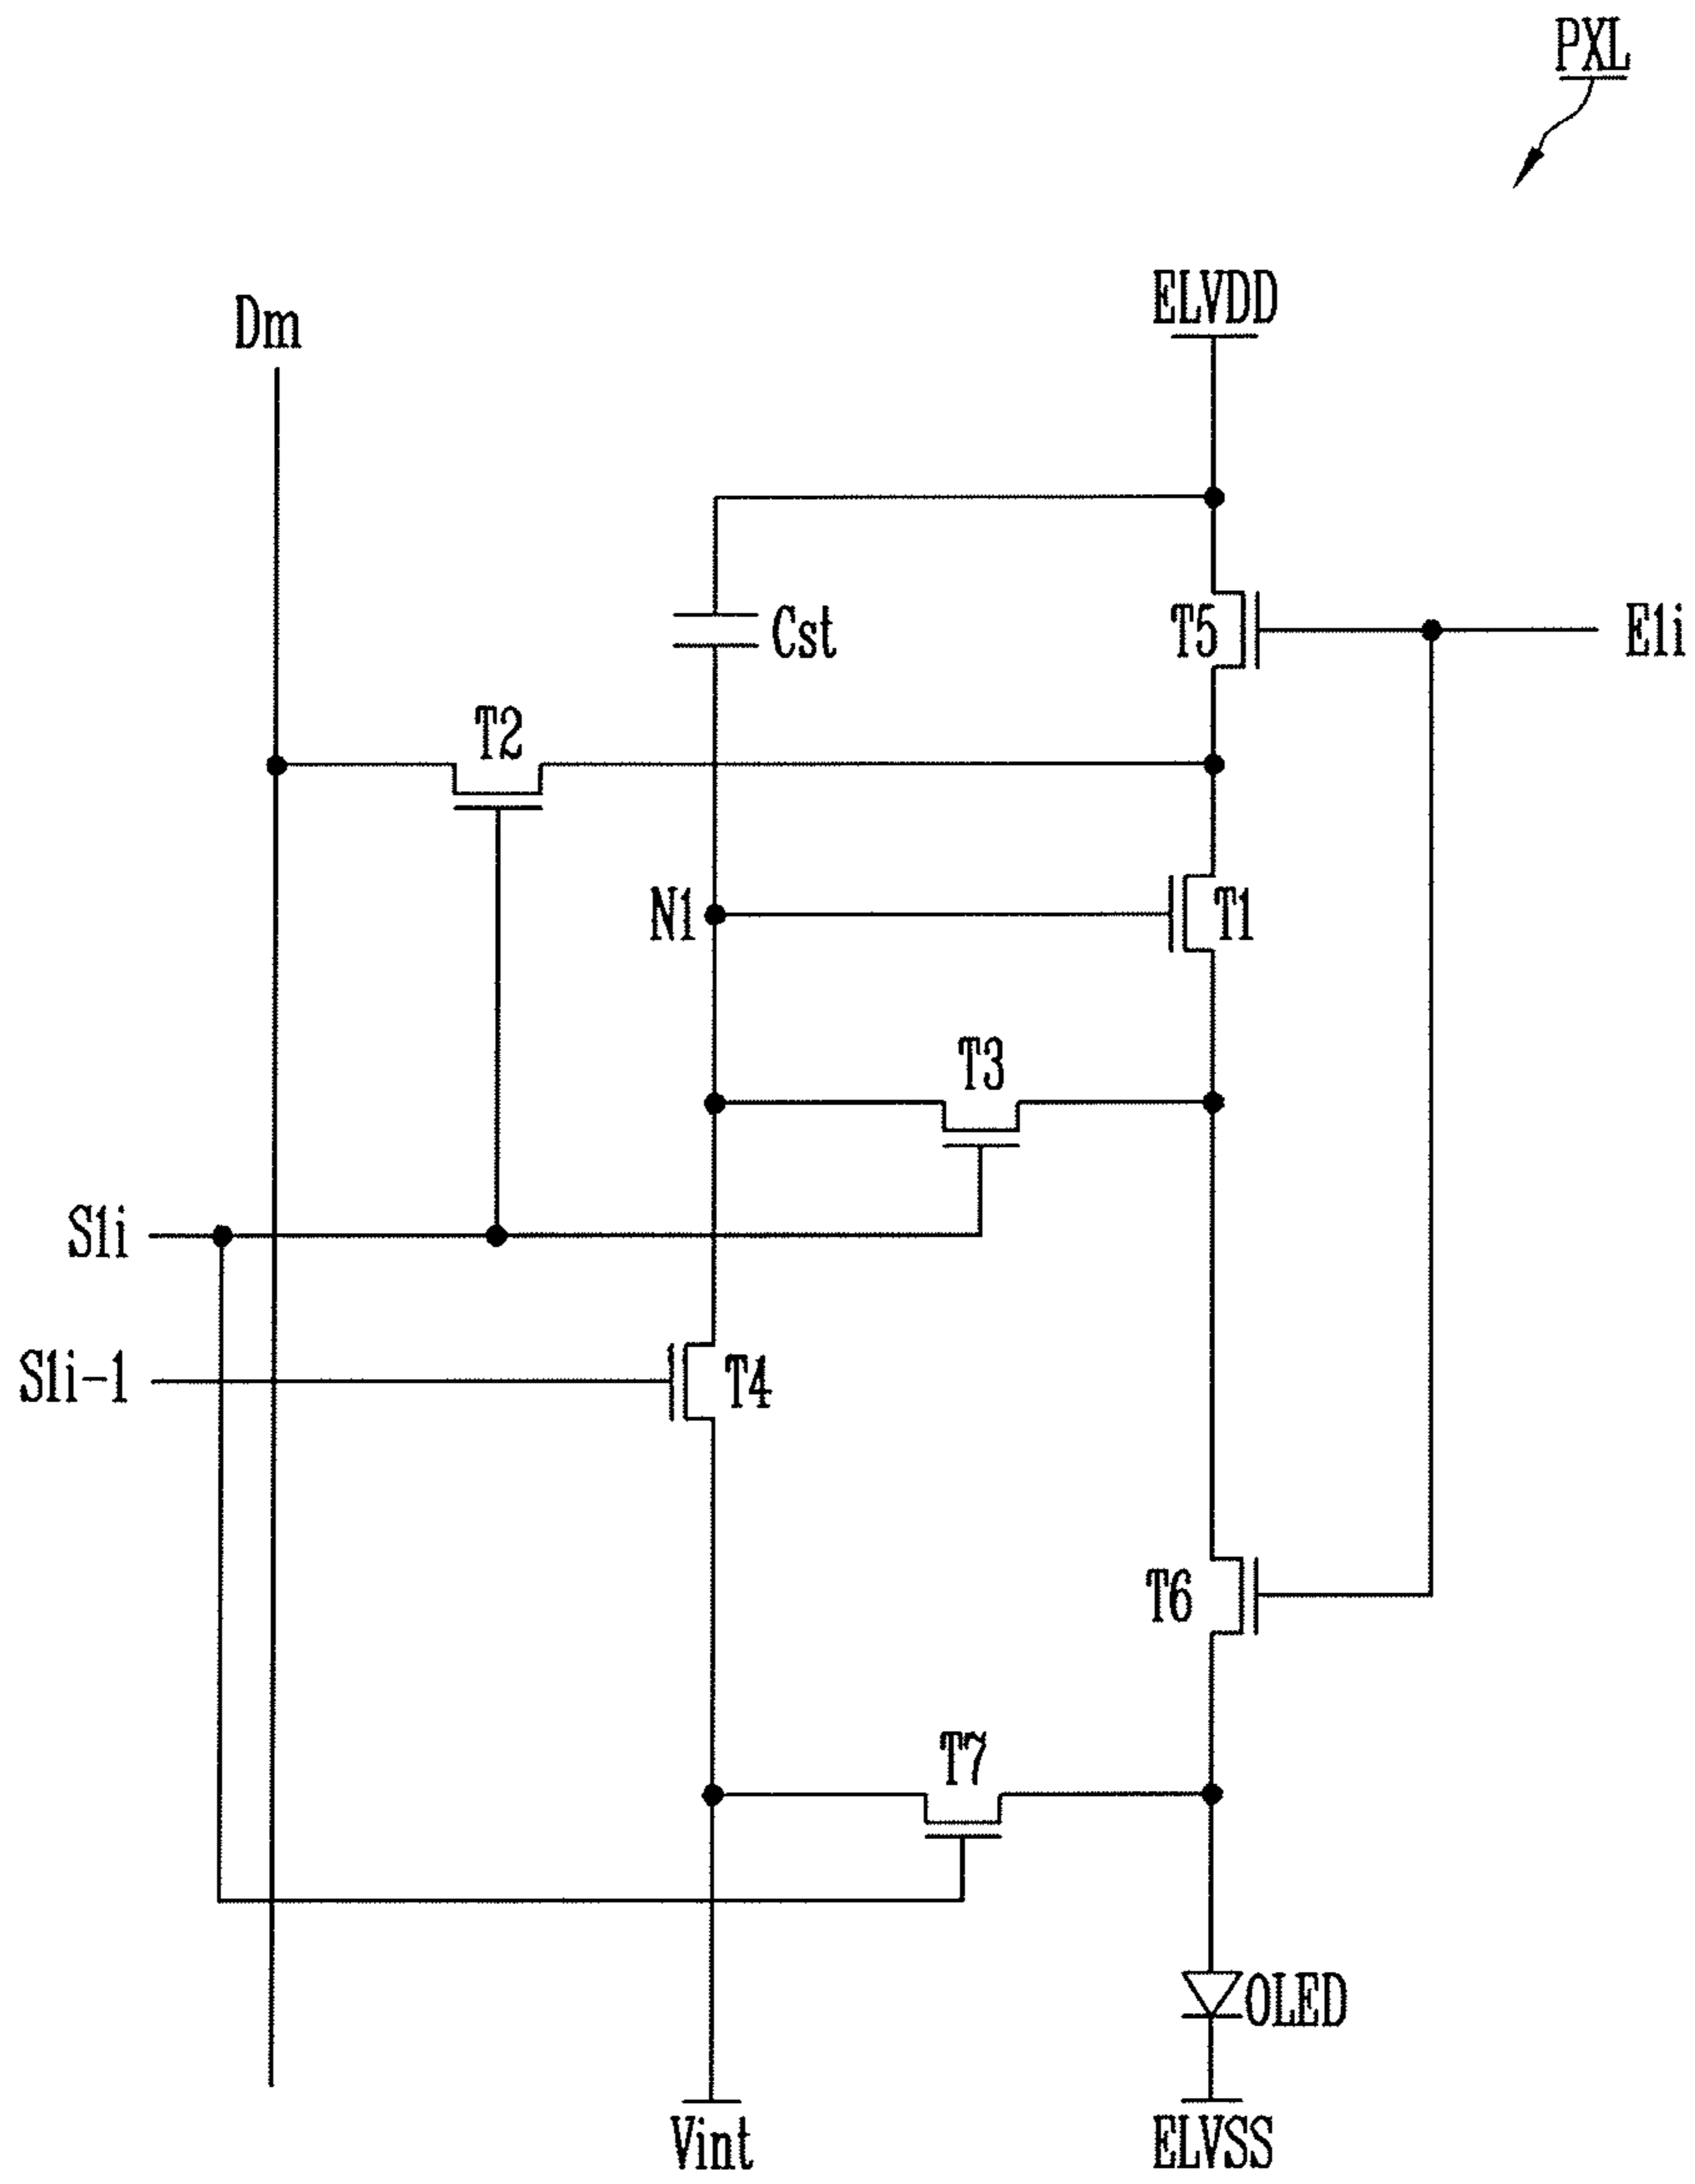 PXL
ELVDD
Dm
T5
E1i
Cst
T2
N1
T1
T3
S1i
S1i-1
T4
T6
T7
OLED
Vint
ELVSS